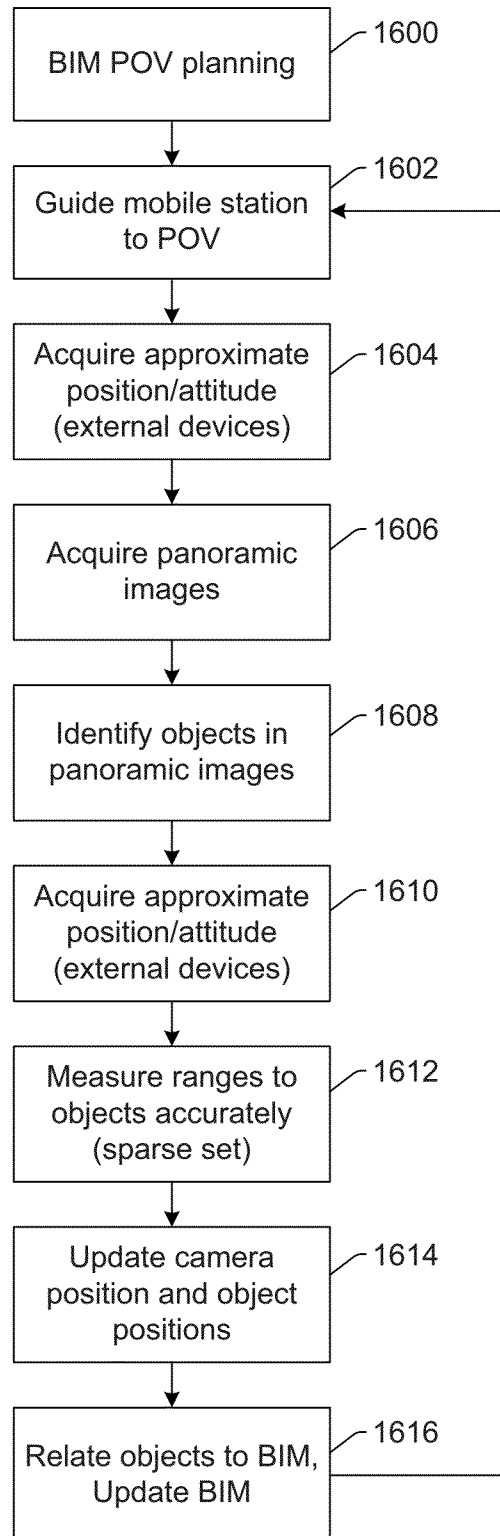 BIM POV planning
1600
Guide mobile station
to POV
1602
Acquire approximate
position/attitude
(external devices)
1604
Acquire panoramic
images
1606
Identify objects in
panoramic images
1608
Acquire approximate
position/attitude
(external devices)
1610
Measure ranges to
objects accurately
(sparse set)
1612
Update camera
position and object
positions
1614
Relate objects to BIM,
Update BIM
1616